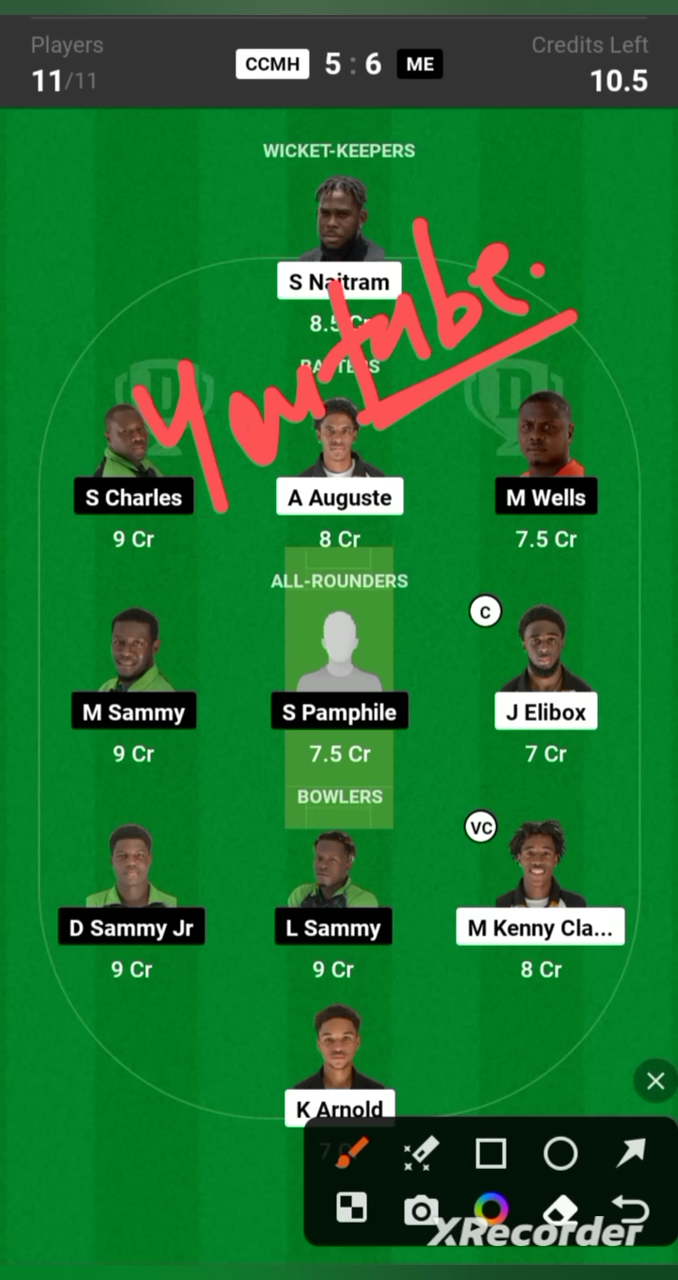 Players
Credits Left
11/11
CCMH 5 : 6 ME
10.5
WICKET-KEEPERS
S Naitram
8.5 Cr
BATTERS
Youtube.
D
D
S Charles
A Auguste
M Wells
9 Cr
8 Cr
7.5 Cr
ALL-ROUNDERS
C
M Sammy
S Pamphile
J Elibox
9 Cr
7.5 Cr
7 Cr
BOWLERS
VC
D Sammy Jr
L Sammy
M Kenny Cla...
9 Cr
9 Cr
8 Cr
K Arnold
XRecorder